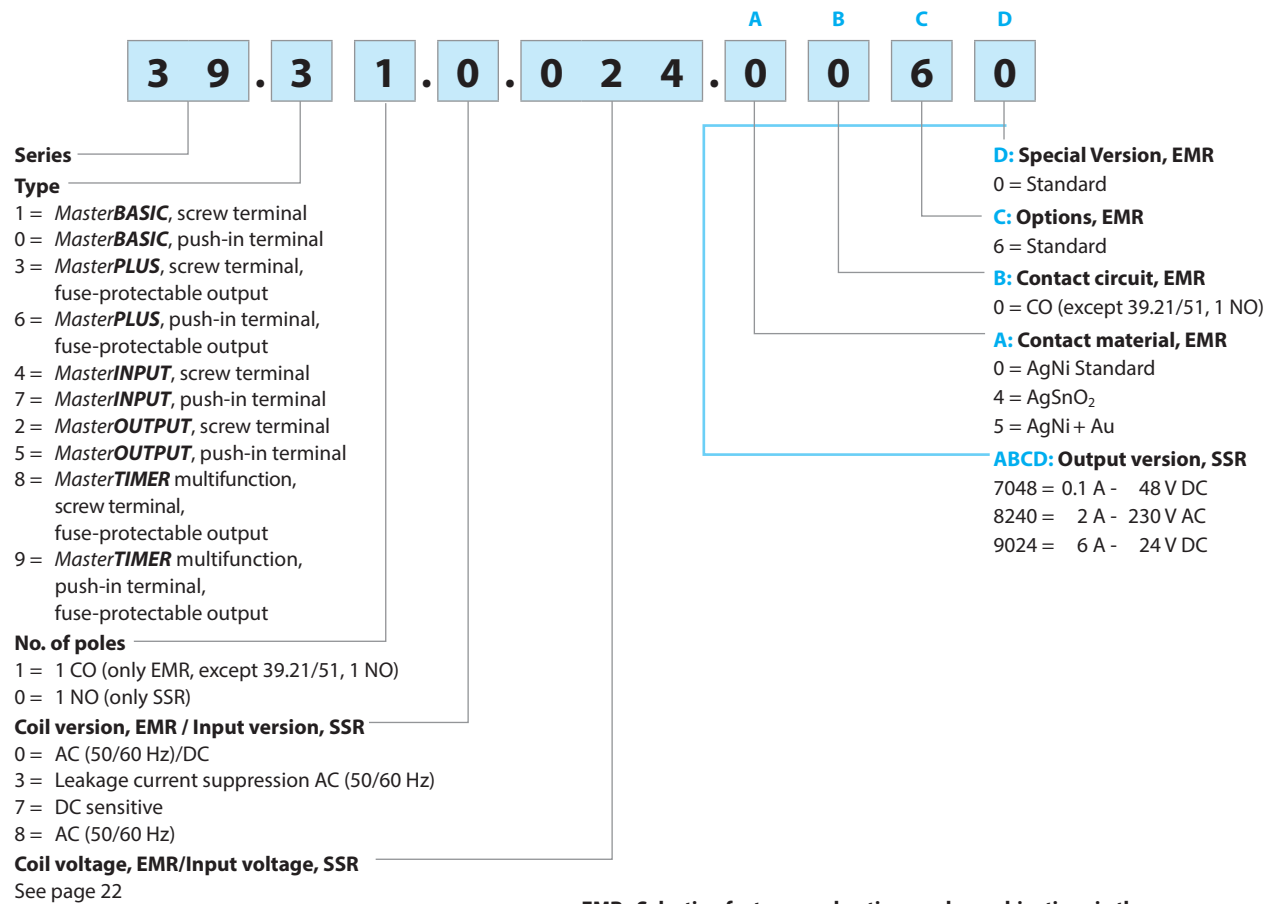 A B C D
3 9 . 3 1 . 0 . 0 2 4 . 0 0 6 0
Series
Type
1 = MasterBASIC, screw terminal
0 = MasterBASIC, push-in terminal
3 = MasterPLUS, screw terminal,
fuse-protectable output
6 = MasterPLUS, push-in terminal,
fuse-protectable output
4 = MasterINPUT, screw terminal
7 = MasterINPUT, push-in terminal
2 = MasterOUTPUT, screw terminal
5 = MasterOUTPUT, push-in terminal
8 = MasterTIMER multifunction,
screw terminal,
fuse-protectable output
9 = MasterTIMER multifunction,
push-in terminal,
fuse-protectable output
No. of poles
1 = 1 CO (only EMR, except 39.21/51, 1 NO)
0 = 1 NO (only SSR)
Coil version, EMR / Input version, SSR
0 = AC (50/60 Hz)/DC
3 = Leakage current suppression AC (50/60 Hz)
7 = DC sensitive
8 = AC (50/60 Hz)
Coil voltage, EMR/Input voltage, SSR
See page 22
D: Special Version, EMR
0 = Standard
C: Options, EMR
6 = Standard
B: Contact circuit, EMR
0 = CO (except 39.21/51, 1 NO)
A: Contact material, EMR
0 = AgNi Standard
4 = AgSnO₂
5 = AgNi + Au
ABCD: Output version, SSR
7048 = 0.1 A - 48 V DC
8240 = 2 A - 230 V AC
9024 = 6 A - 24 V DC